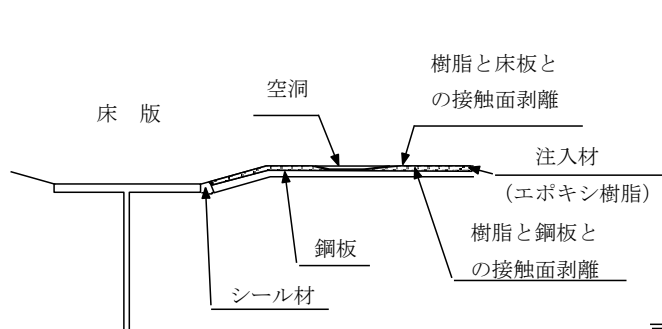 樹脂と床板と
の接触面剥離
空洞
床 版
注入材
(エポキシ樹脂)
樹脂と鋼板と
の接触面剥離
鋼板
シール材